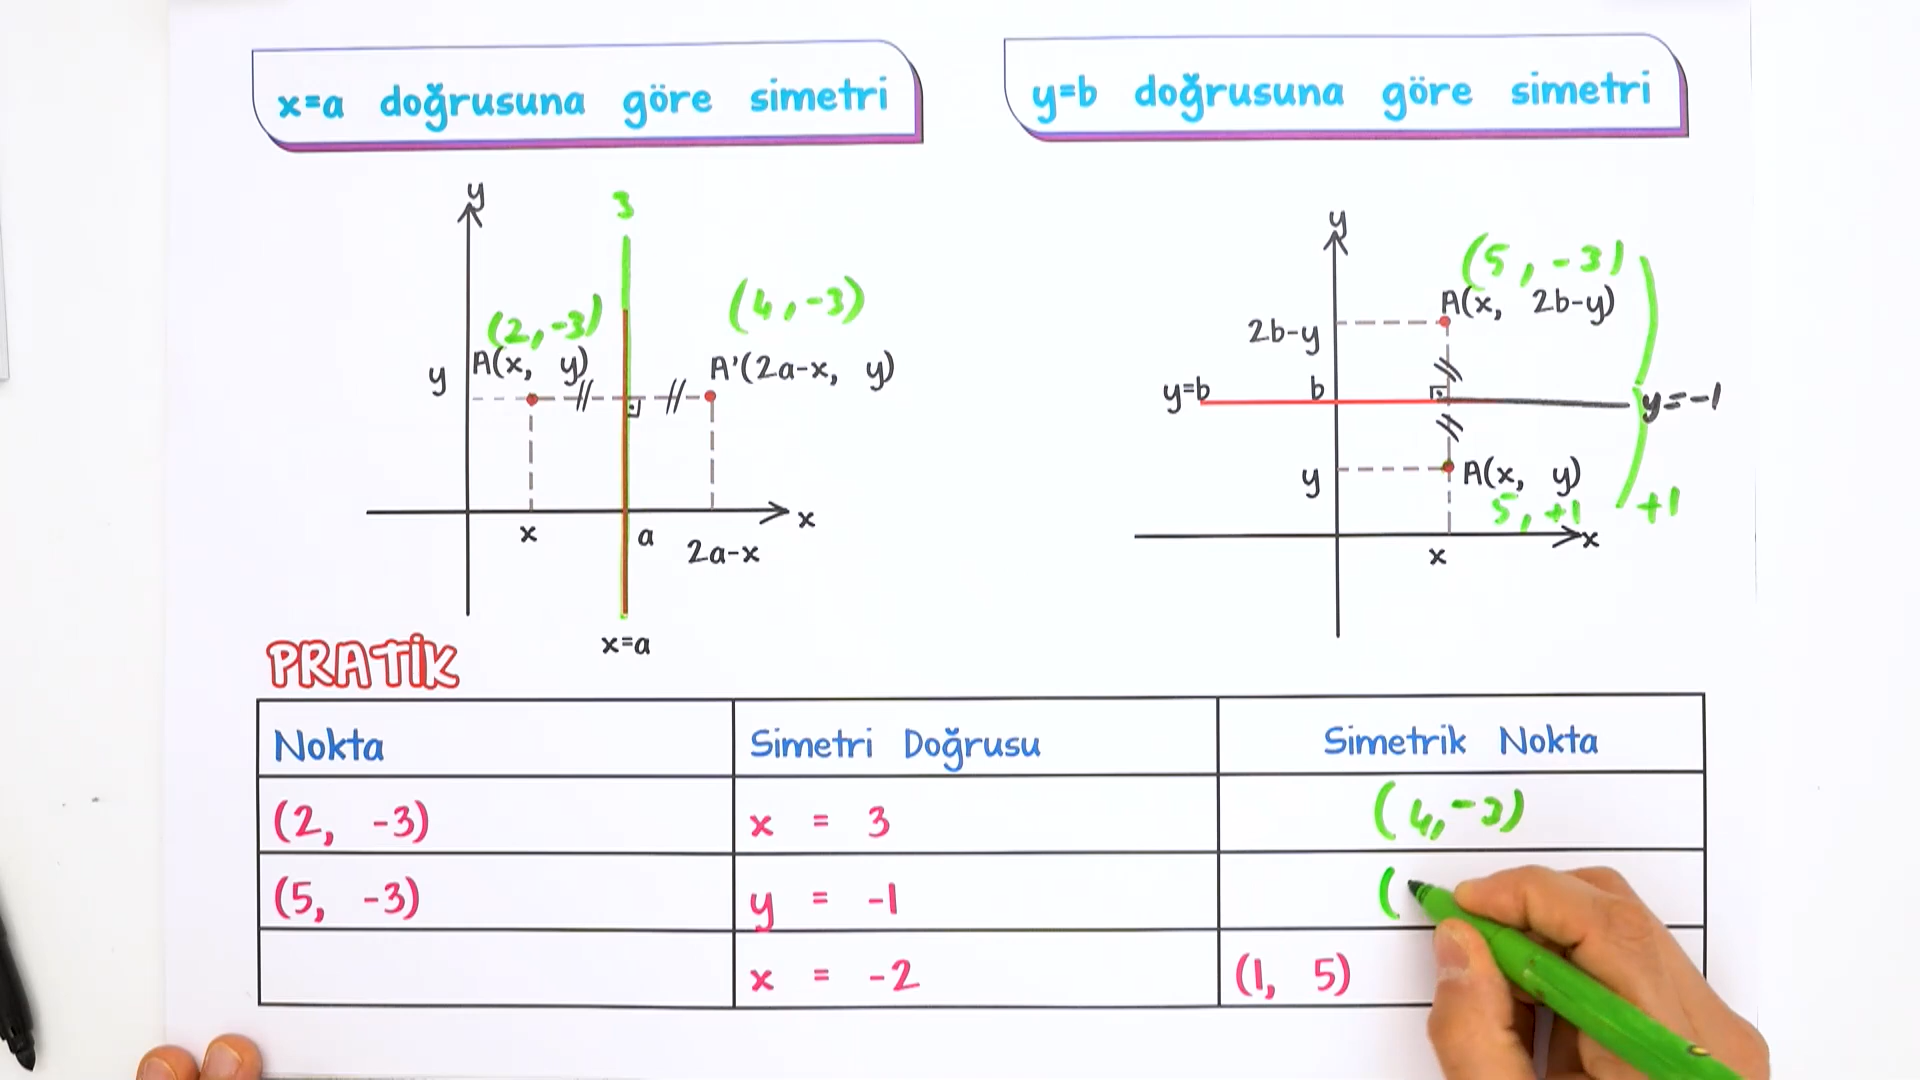 x=a doğrusuna göre simetri
y=b doğrusuna göre simetri
y
3
(2, -3)
(4, -3)
A(x, y)
A'(2a-x, y)
y
x
a
2a-x
x
x=a
y
(5, -3)
A(x, 2b-y)
2b-y
y=b
b
y=-1
y
A(x, y)
5, +1
+1
x
x
PRATİK
Nokta
Simetri Doğrusu
Simetrik Nokta
(2, -3)
x = 3
(4, -3)
(5, -3)
y = -1
(
x = -2
(1, 5)